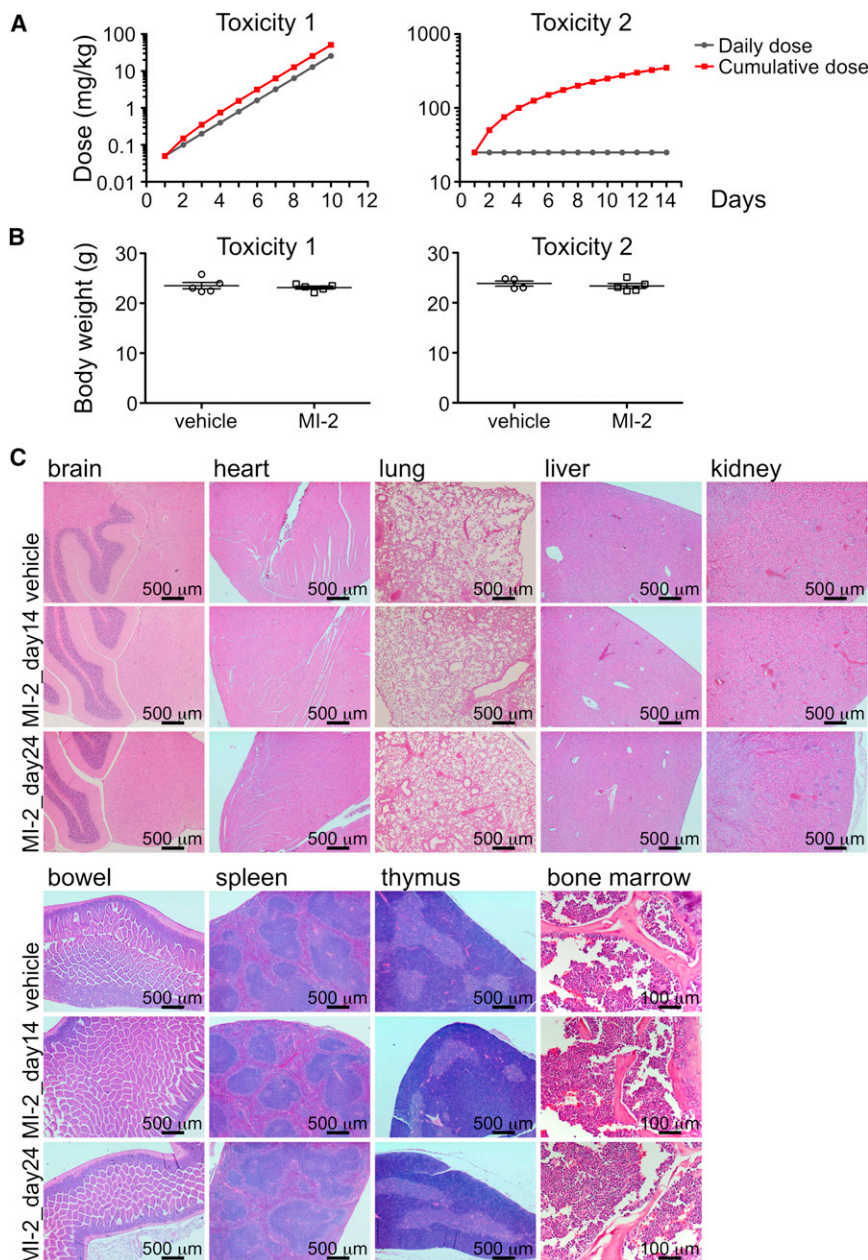 A
Toxicity 1
Toxicity 2
Dose (mg/kg)
100
10
1
0.1
0.01
0 2 4 6 8 10 12
1000
100
10
0 2 4 6 8 10 12 14
Days
Daily dose
Cumulative dose
B
Toxicity 1
Toxicity 2
Body weight (g)
30
20
10
0
vehicle MI-2
30
20
10
0
vehicle MI-2
C
brain heart lung liver kidney
vehicle
500 μm 500 μm 500 μm 500 μm 500 μm
MI-2_day14
500 μm 500 μm 500 μm 500 μm 500 μm
MI-2_day24
500 μm 500 μm 500 μm 500 μm 500 μm
bowel spleen thymus bone marrow
vehicle
500 μm 500 μm 500 μm 100 μm
MI-2_day14
500 μm 500 μm 500 μm 100 μm
MI-2_day24
500 μm 500 μm 500 μm 100 μm